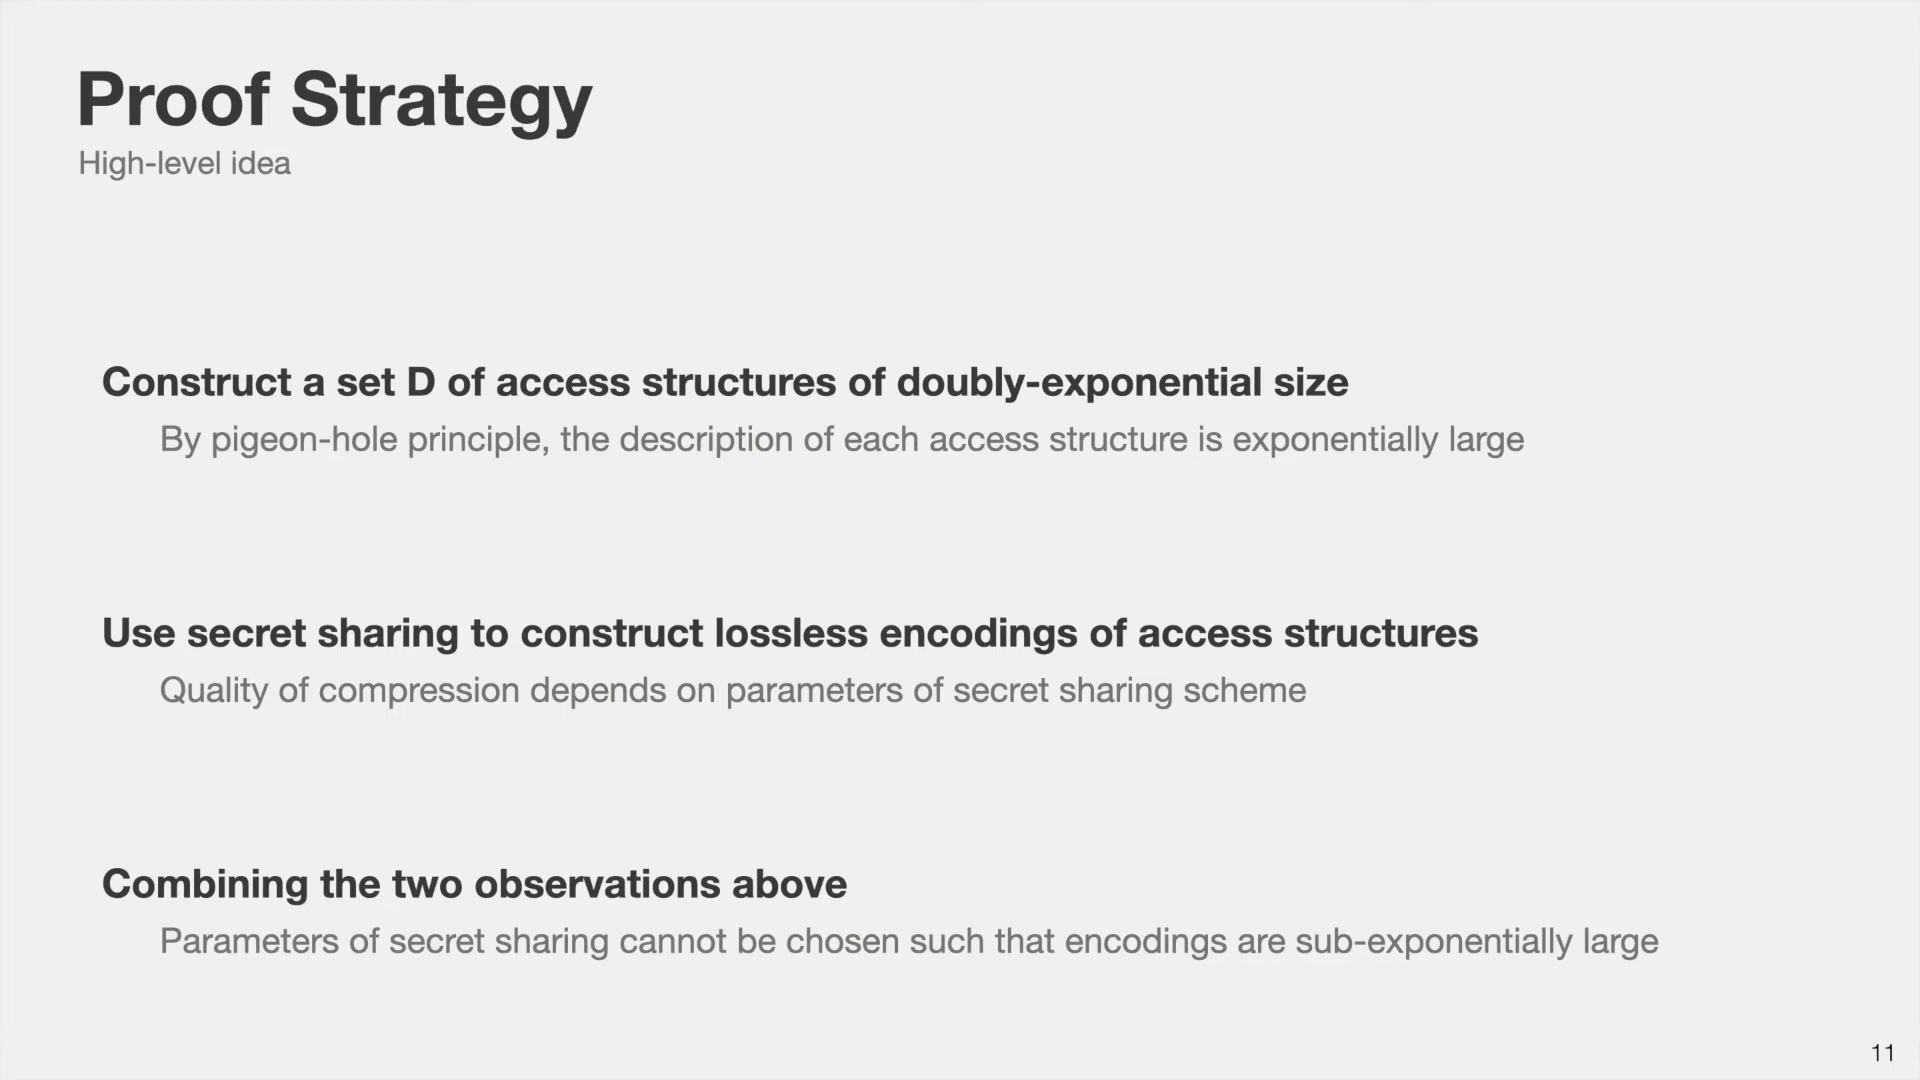 Proof Strategy
High-level idea
Construct a set D of access structures of doubly-exponential size
By pigeon-hole principle, the description of each access structure is exponentially large
Use secret sharing to construct lossless encodings of access structures
Quality of compression depends on parameters of secret sharing scheme
Combining the two observations above
Parameters of secret sharing cannot be chosen such that encodings are sub-exponentially large
11